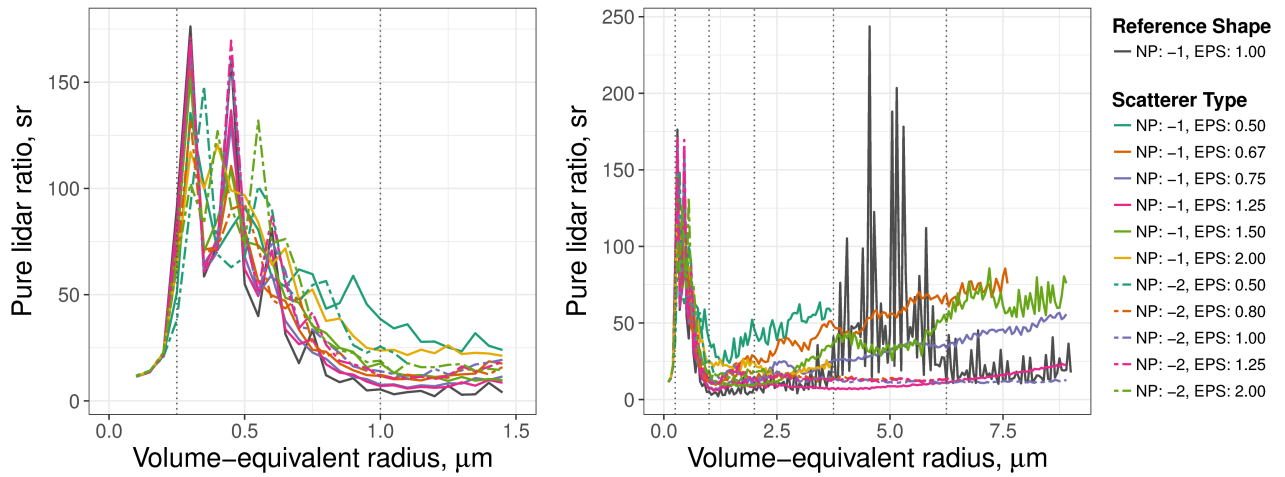 Pure lidar ratio, sr
150
100
50
0
0.0
0.5
1.0
1.5
Volume−equivalent radius, μm
Pure lidar ratio, sr
250
200
150
100
50
0
0.0
2.5
5.0
7.5
Volume−equivalent radius, μm
Reference Shape
NP: −1, EPS: 1.00
Scatterer Type
NP: −1, EPS: 0.50
NP: −1, EPS: 0.67
NP: −1, EPS: 0.75
NP: −1, EPS: 1.25
NP: −1, EPS: 1.50
NP: −1, EPS: 2.00
NP: −2, EPS: 0.50
NP: −2, EPS: 0.80
NP: −2, EPS: 1.00
NP: −2, EPS: 1.25
NP: −2, EPS: 2.00